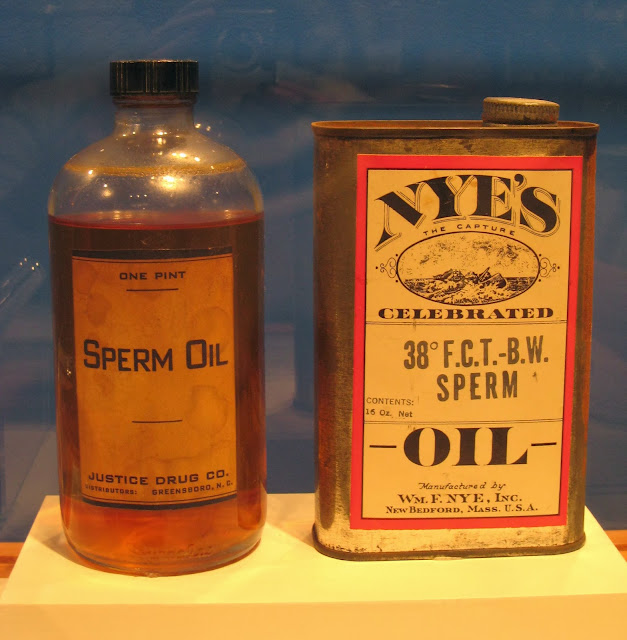 ONE PINT
SPERM OIL
JUSTICE DRUG CO.
DISTRIBUTORS: GREENSBORO, N. C.
NYE'S
THE CAPTURE
CELEBRATED
38° F.C.T.-B.W.
SPERM
CONTENTS:
16 Oz. Net
-OIL-
Manufactured by
WM. F. NYE, INC.
NEW BEDFORD, MASS. U.S.A.